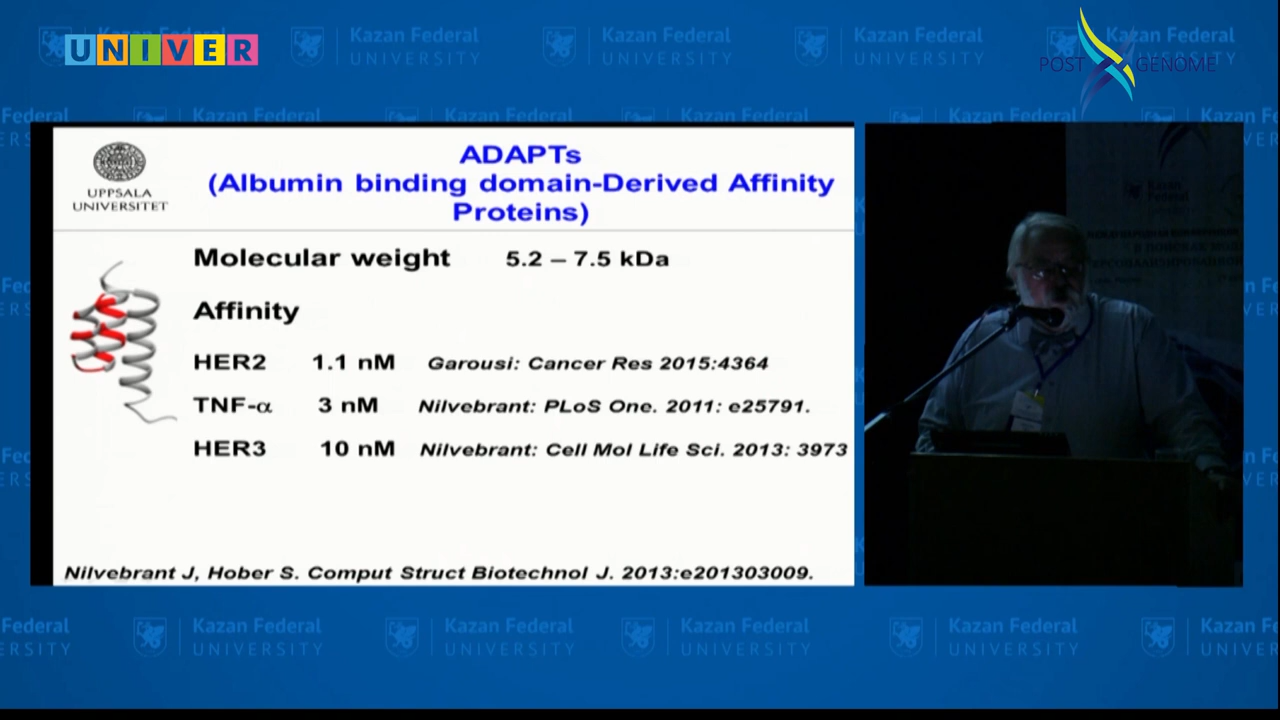 UNIVER
POST GENOME
Kazan Federal
UNIVERSITY
UPPSALA
UNIVERSITET
ADAPTs
(Albumin binding domain-Derived Affinity
Proteins)
Molecular weight 5.2 – 7.5 kDa
Affinity
HER2 1.1 nM Garousi: Cancer Res 2015:4364
TNF-α 3 nM Nilvebrant: PLoS One. 2011: e25791.
HER3 10 nM Nilvebrant: Cell Mol Life Sci. 2013: 3973
Nilvebrant J, Hober S. Comput Struct Biotechnol J. 2013:e201303009.
Kazan
Federal